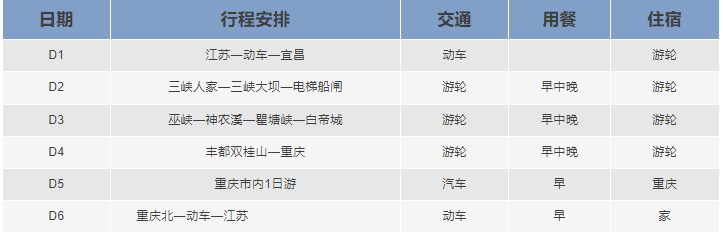 日期 行程安排 交通 用餐 住宿
D1 江苏—动车—宜昌 动车 游轮
D2 三峡人家—三峡大坝—电梯船闸 游轮 早中晚 游轮
D3 巫峡—神农溪—瞿塘峡—白帝城 游轮 早中晚 游轮
D4 丰都双桂山—重庆 游轮 早中晚 游轮
D5 重庆市内1日游 汽车 早 重庆
D6 重庆北—动车—江苏 动车 早 家